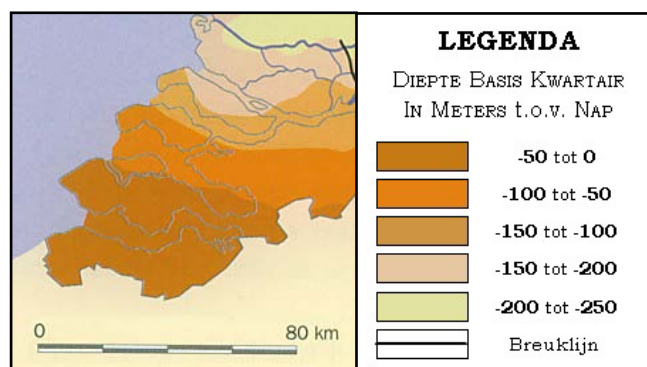 LEGENDA
DIEPTE BASIS KWARTAIR
IN METERS T.O.V. NAP
-50 tot 0
-100 tot -50
-150 tot -100
-150 tot -200
-200 tot -250
Breuklijn
0 80 km